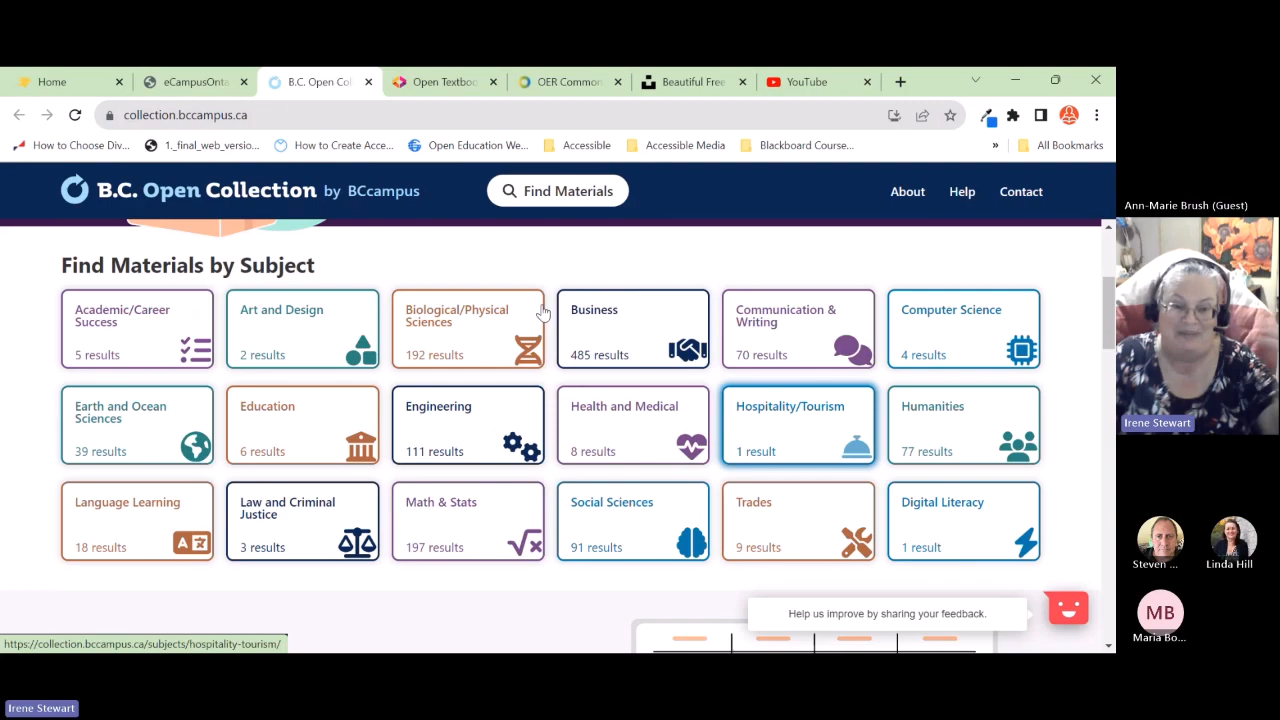 Home
eCampusOnta
B.C. Open Col
Open Textboo
OER Common
Beautiful Free
YouTube
collection.bccampus.ca
How to Choose Div...
1._final_web_versio...
How to Create Acce...
Open Education We...
Accessible
Accessible Media
Blackboard Course...
»
All Bookmarks
B.C. Open Collection by BCcampus
Find Materials
About
Help
Contact
Ann-Marie Brush (Guest)
Find Materials by Subject
Academic/Career
Success
5 results
Art and Design
2 results
Biological/Physical
Sciences
192 results
Business
485 results
Communication &
Writing
70 results
Computer Science
4 results
Earth and Ocean
Sciences
39 results
Education
6 results
Engineering
111 results
Health and Medical
8 results
Hospitality/Tourism
1 result
Humanities
77 results
Irene Stewart
Language Learning
18 results
A
Law and Criminal
Justice
3 results
Math & Stats
197 results
Social Sciences
91 results
Trades
9 results
Digital Literacy
1 result
Steven ...
Linda Hill
Help us improve by sharing your feedback.
MB
Maria Bo...
https://collection.bccampus.ca/subjects/hospitality-tourism/
Irene Stewart